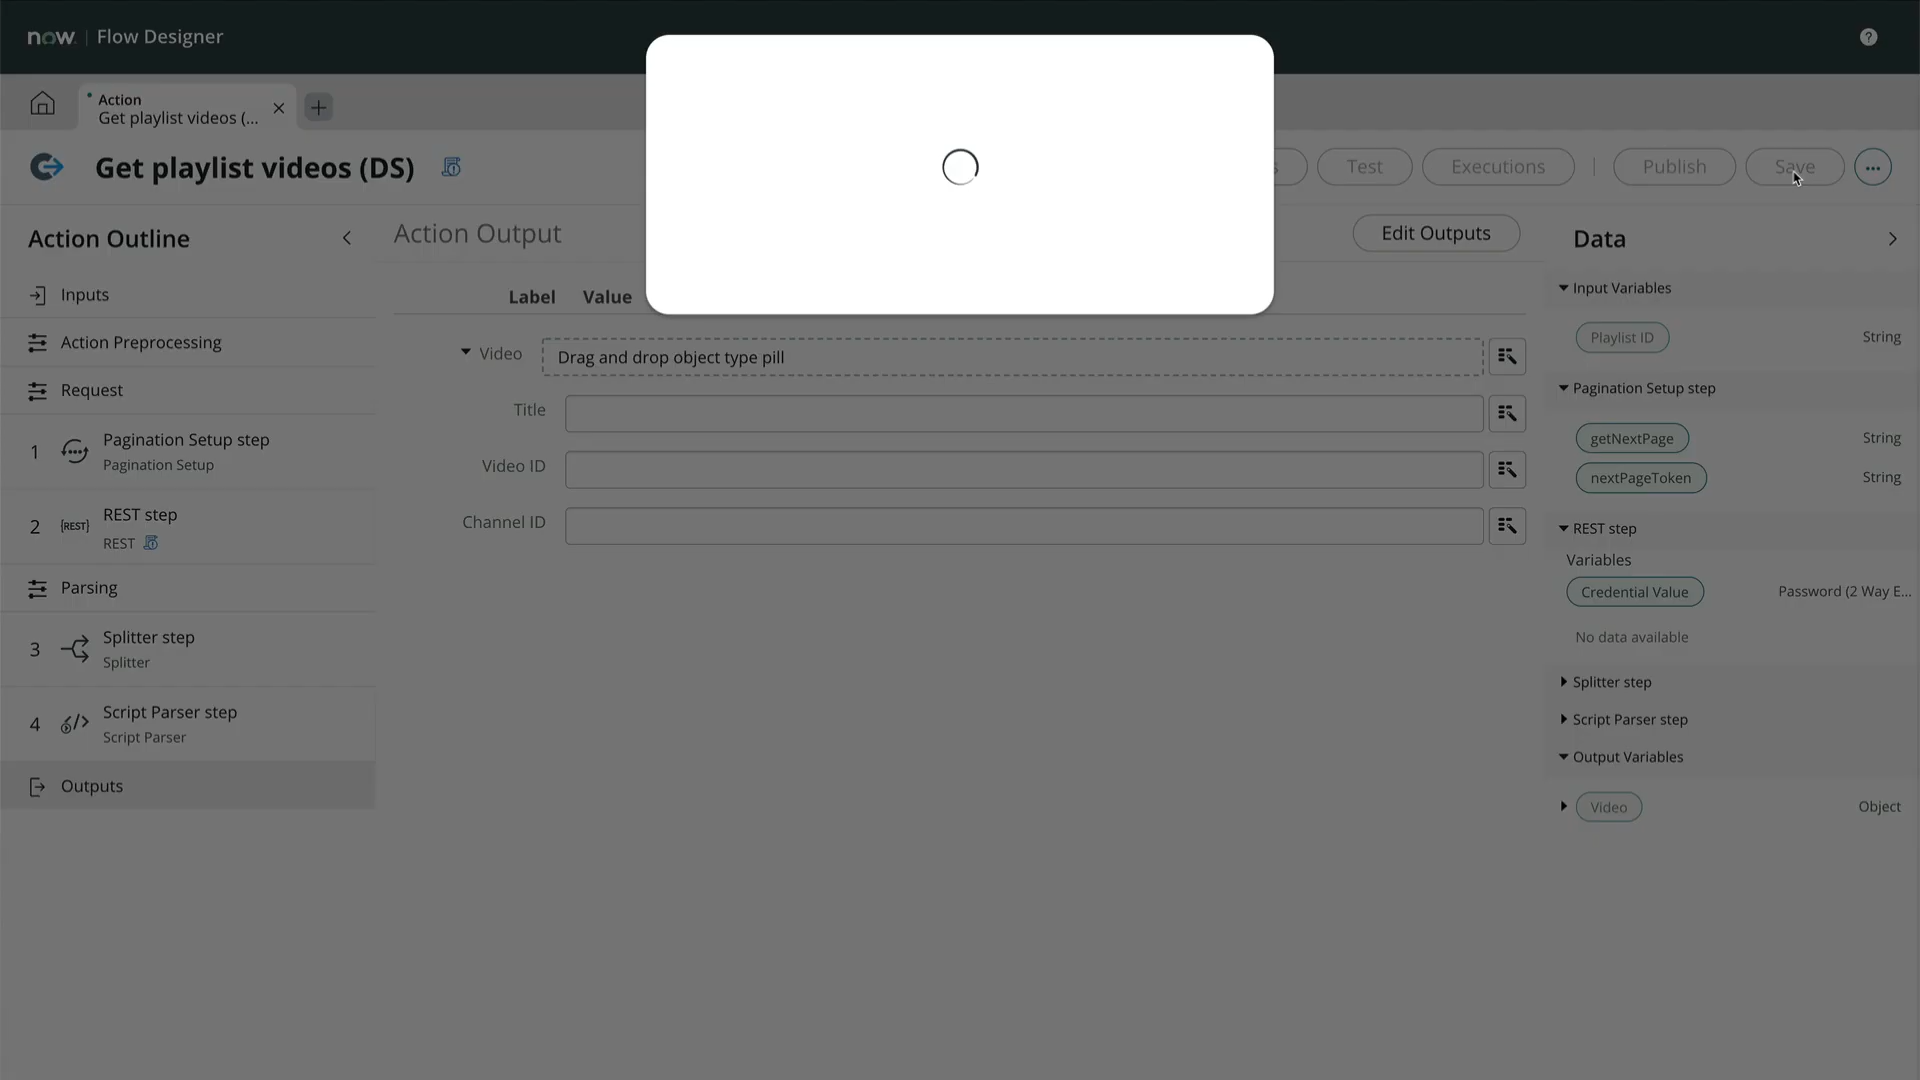 now | Flow Designer
Action
Get playlist videos (...
Get playlist videos (DS)
s
Test
Executions
Publish
Save
Action Outline
Inputs
Action Preprocessing
Request
1
Pagination Setup step
Pagination Setup
2
{REST}
REST step
REST
Parsing
3
Splitter step
Splitter
4
Script Parser step
Script Parser
Outputs
Action Output
Edit Outputs
Label
Value
Video
Drag and drop object type pill
Title
Video ID
Channel ID
Data
Input Variables
Playlist ID
String
Pagination Setup step
getNextPage
String
nextPageToken
String
REST step
Variables
Credential Value
Password (2 Way E...
No data available
Splitter step
Script Parser step
Output Variables
Video
Object